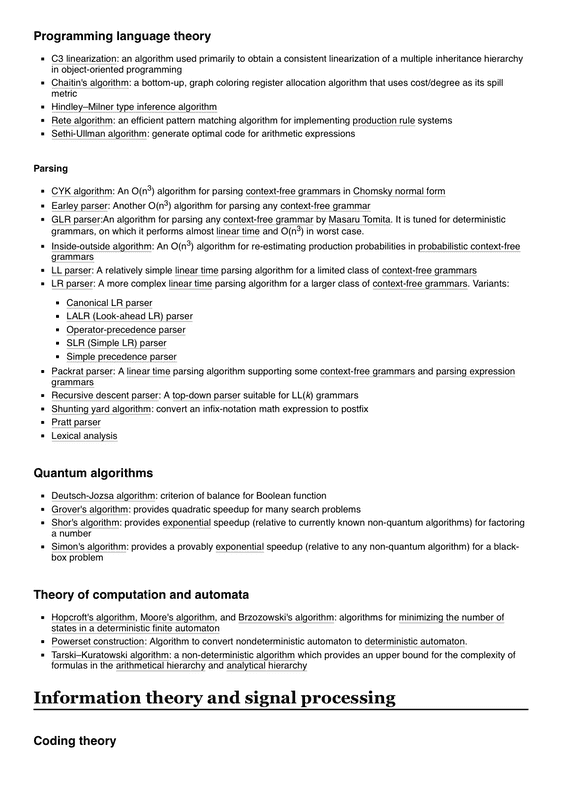 Programming language theory
C3 linearization: an algorithm used primarily to obtain a consistent linearization of a multiple inheritance hierarchy
in object-oriented programming
Chaitin's algorithm: a bottom-up, graph coloring register allocation algorithm that uses cost/degree as its spill
metric
Hindley–Milner type inference algorithm
Rete algorithm: an efficient pattern matching algorithm for implementing production rule systems
Sethi-Ullman algorithm: generate optimal code for arithmetic expressions
Parsing
CYK algorithm: An O(n³) algorithm for parsing context-free grammars in Chomsky normal form
Earley parser: Another O(n³) algorithm for parsing any context-free grammar
GLR parser:An algorithm for parsing any context-free grammar by Masaru Tomita. It is tuned for deterministic
grammars, on which it performs almost linear time and O(n³) in worst case.
Inside-outside algorithm: An O(n³) algorithm for re-estimating production probabilities in probabilistic context-free
grammars
LL parser: A relatively simple linear time parsing algorithm for a limited class of context-free grammars
LR parser: A more complex linear time parsing algorithm for a larger class of context-free grammars. Variants:
Canonical LR parser
LALR (Look-ahead LR) parser
Operator-precedence parser
SLR (Simple LR) parser
Simple precedence parser
Packrat parser: A linear time parsing algorithm supporting some context-free grammars and parsing expression
grammars
Recursive descent parser: A top-down parser suitable for LL(k) grammars
Shunting yard algorithm: convert an infix-notation math expression to postfix
Pratt parser
Lexical analysis
Quantum algorithms
Deutsch-Jozsa algorithm: criterion of balance for Boolean function
Grover's algorithm: provides quadratic speedup for many search problems
Shor's algorithm: provides exponential speedup (relative to currently known non-quantum algorithms) for factoring
a number
Simon's algorithm: provides a provably exponential speedup (relative to any non-quantum algorithm) for a black-
box problem
Theory of computation and automata
Hopcroft's algorithm, Moore's algorithm, and Brzozowski's algorithm: algorithms for minimizing the number of
states in a deterministic finite automaton
Powerset construction: Algorithm to convert nondeterministic automaton to deterministic automaton.
Tarski–Kuratowski algorithm: a non-deterministic algorithm which provides an upper bound for the complexity of
formulas in the arithmetical hierarchy and analytical hierarchy
Information theory and signal processing
Coding theory